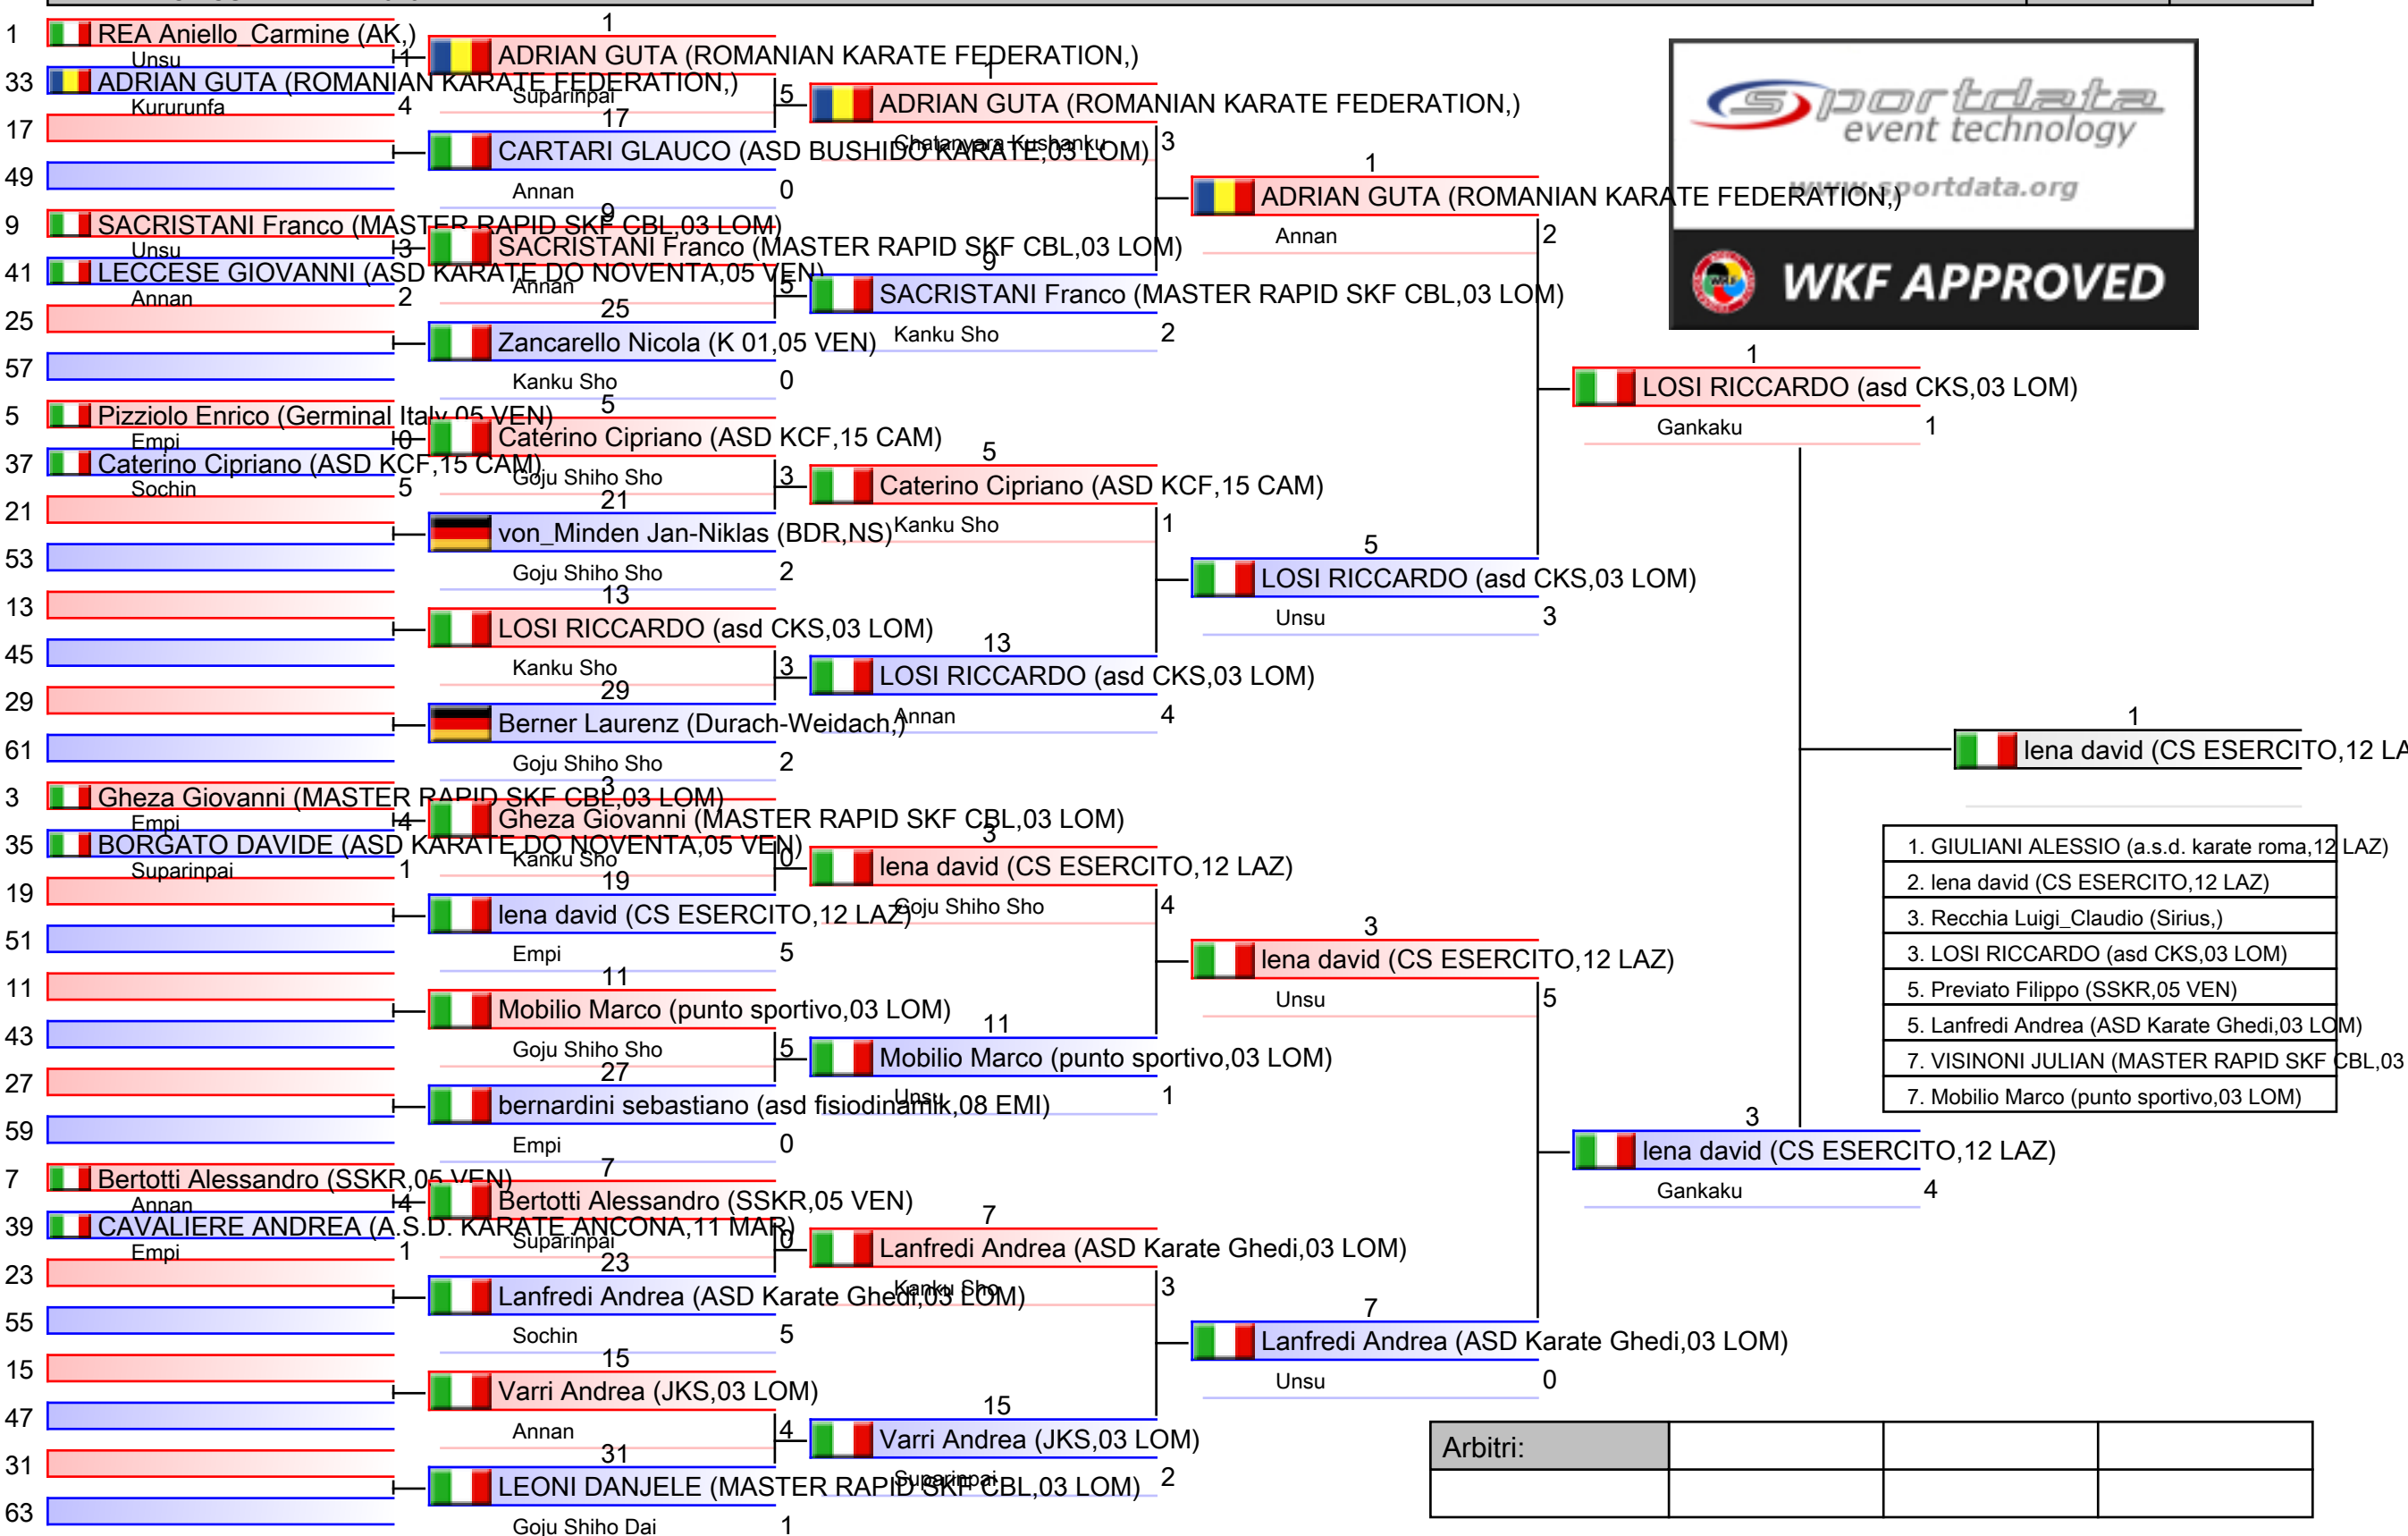 1 REA Aniello_Carmine (AK,)
Unsu 1
33 ADRIAN GUTA (ROMANIAN KARATE FEDERATION,)
Kururunfa 4
17
49
9 SACRISTANI Franco (MASTER RAPID SKF CBL,03 LOM)
Unsu 3
41 LECCESE GIOVANNI (ASD KARATE DO NOVENTA,05 VEN)
Annan 2
25
57
5 Pizziolo Enrico (Germinal Italy,05 VEN)
Empi 0
37 Caterino Cipriano (ASD KCF,15 CAM)
Sochin 5
21
53
13
45
29
61
3 Gheza Giovanni (MASTER RAPID SKF CBL,03 LOM)
Empi 4
35 BORGATO DAVIDE (ASD KARATE DO NOVENTA,05 VEN)
Suparinpai 1
19
51
11
43
27
59
7 Bertotti Alessandro (SSKR,05 VEN)
Annan 4
39 CAVALIERE ANDREA (A.S.D. KARATE ANCONA,11 MAR)
Empi 1
23
55
15
47
31
63
1
ADRIAN GUTA (ROMANIAN KARATE FEDERATION,)
Suparinpai 5
17
CARTARI GLAUCO (ASD BUSHIDO KARATE,03 LOM)
Annan 0
9
SACRISTANI Franco (MASTER RAPID SKF CBL,03 LOM)
Annan 5
25
Zancarello Nicola (K 01,05 VEN)
Kanku Sho 0
5
Caterino Cipriano (ASD KCF,15 CAM)
Goju Shiho Sho 3
21
von_Minden Jan-Niklas (BDR,NS)
Goju Shiho Sho 2
13
LOSI RICCARDO (asd CKS,03 LOM)
Kanku Sho 3
29
Berner Laurenz (Durach-Weidach,)
Goju Shiho Sho 2
3
Gheza Giovanni (MASTER RAPID SKF CBL,03 LOM)
Kanku Sho 0
19
lena david (CS ESERCITO,12 LAZ)
Empi 5
11
Mobilio Marco (punto sportivo,03 LOM)
Goju Shiho Sho 5
27
bernardini sebastiano (asd fisiodinamik,08 EMI)
Empi 0
7
Bertotti Alessandro (SSKR,05 VEN)
Suparinpai 0
23
Lanfredi Andrea (ASD Karate Ghedi,03 LOM)
Sochin 5
15
Varri Andrea (JKS,03 LOM)
Annan 4
31
LEONI DANJELE (MASTER RAPID SKF CBL,03 LOM)
Goju Shiho Dai 1
1
ADRIAN GUTA (ROMANIAN KARATE FEDERATION,)
Chatanyara Kushanku 3
9
SACRISTANI Franco (MASTER RAPID SKF CBL,03 LOM)
Kanku Sho 2
5
Caterino Cipriano (ASD KCF,15 CAM)
Kanku Sho 1
13
LOSI RICCARDO (asd CKS,03 LOM)
Annan 4
3
lena david (CS ESERCITO,12 LAZ)
Goju Shiho Sho 4
11
Mobilio Marco (punto sportivo,03 LOM)
Unsu 1
7
Lanfredi Andrea (ASD Karate Ghedi,03 LOM)
Kanku Sho 3
15
Varri Andrea (JKS,03 LOM)
Suparinpai 2
1
ADRIAN GUTA (ROMANIAN KARATE FEDERATION,)
Annan 2
5
LOSI RICCARDO (asd CKS,03 LOM)
Unsu 3
3
lena david (CS ESERCITO,12 LAZ)
Unsu 5
7
Lanfredi Andrea (ASD Karate Ghedi,03 LOM)
Unsu 0
sportdata
event technology
www.sportdata.org
WKF
WKF APPROVED
1
LOSI RICCARDO (asd CKS,03 LOM)
Gankaku 1
3
lena david (CS ESERCITO,12 LAZ)
Gankaku 4
1
lena david (CS ESERCITO,12 LA
1. GIULIANI ALESSIO (a.s.d. karate roma,12 LAZ)
2. lena david (CS ESERCITO,12 LAZ)
3. Recchia Luigi_Claudio (Sirius,)
3. LOSI RICCARDO (asd CKS,03 LOM)
5. Previato Filippo (SSKR,05 VEN)
5. Lanfredi Andrea (ASD Karate Ghedi,03 LOM)
7. VISINONI JULIAN (MASTER RAPID SKF CBL,03
7. Mobilio Marco (punto sportivo,03 LOM)
Arbitri: